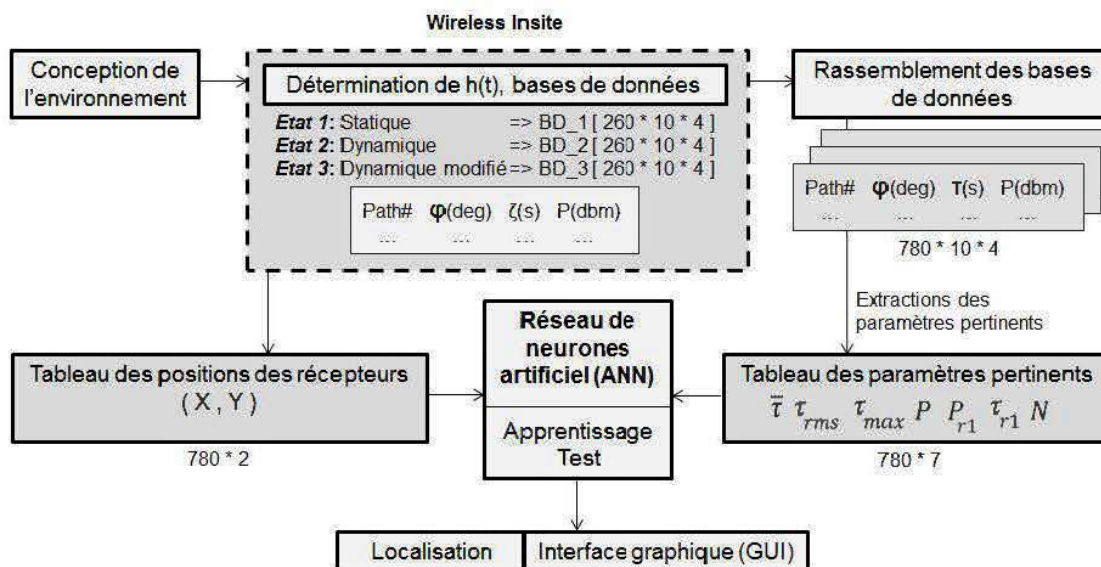 Wireless Insite
Conception de
l'environnement
Détermination de h(t), bases de données
Etat 1: Statique => BD_1 [ 260 * 10 * 4 ]
Etat 2: Dynamique => BD_2 [ 260 * 10 * 4 ]
Etat 3: Dynamique modifié => BD_3 [ 260 * 10 * 4 ]
Path# φ(deg) ζ(s) P(dbm)
... ... ... ...
Rassemblement des bases
de données
Path# φ(deg) τ(s) P(dbm)
... ... ... ...
780 * 10 * 4
Extractions des
paramètres pertinents
Tableau des positions des récepteurs
( X , Y )
780 * 2
Réseau de
neurones
artificiel (ANN)
Apprentissage
Test
Tableau des paramètres pertinents
τ̄ τrms τmax P Pr1 τr1 N
780 * 7
Localisation
Interface graphique (GUI)